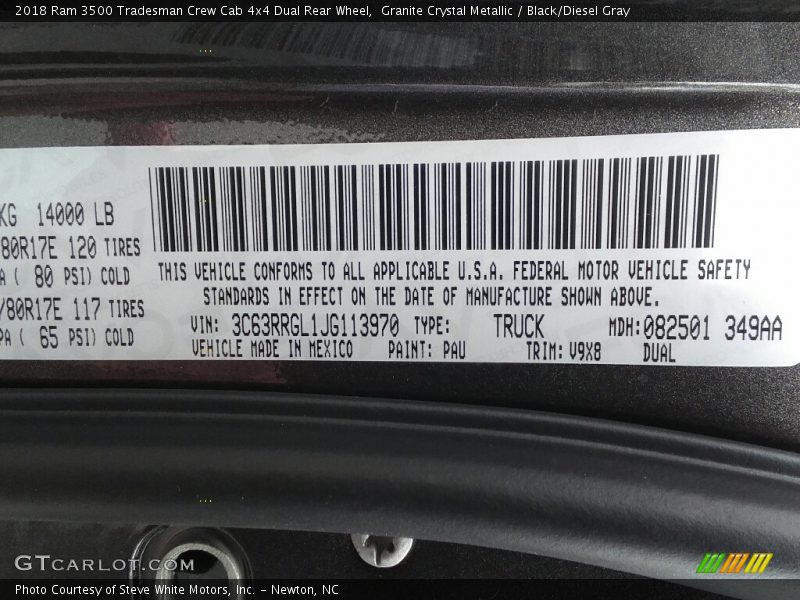 2018 Ram 3500 Tradesman Crew Cab 4x4 Dual Rear Wheel,  Granite Crystal Metallic / Black/Diesel Gray
KG 14000 LB
/80R17E 120 TIRES
PA ( 80 PSI) COLD
/80R17E 117 TIRES
PA ( 65 PSI) COLD
THIS VEHICLE CONFORMS TO ALL APPLICABLE U.S.A. FEDERAL MOTOR VEHICLE SAFETY
STANDARDS IN EFFECT ON THE DATE OF MANUFACTURE SHOWN ABOVE.
VIN: 3C63RRGL1JG113970 TYPE: TRUCK MDH:082501 349AA
VEHICLE MADE IN MEXICO PAINT: PAU TRIM: V9X8 DUAL
GTCARLOT.COM
Photo Courtesy of Steve White Motors, Inc. – Newton, NC